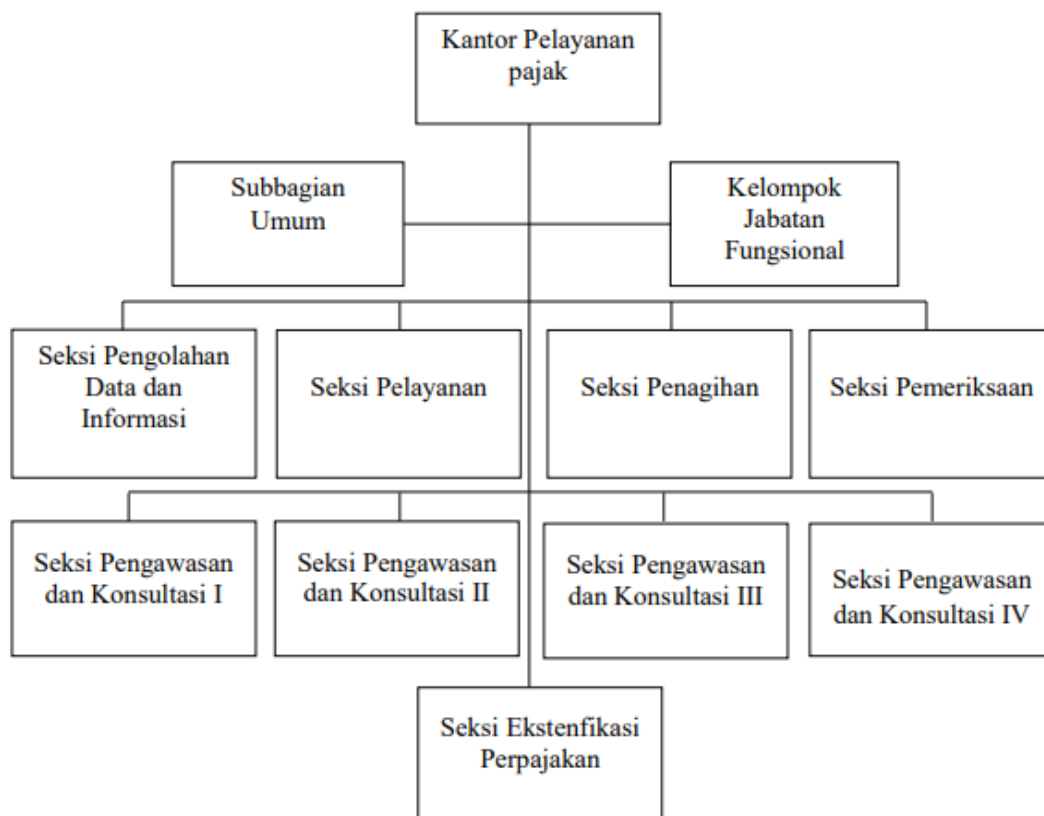 Kantor Pelayanan
pajak
Subbagian
Umum
Kelompok
Jabatan
Fungsional
Seksi Pengolahan
Data dan
Informasi
Seksi Pelayanan
Seksi Penagihan
Seksi Pemeriksaan
Seksi Pengawasan
dan Konsultasi I
Seksi Pengawasan
dan Konsultasi II
Seksi Pengawasan
dan Konsultasi III
Seksi Pengawasan
dan Konsultasi IV
Seksi Ekstenfikasi
Perpajakan